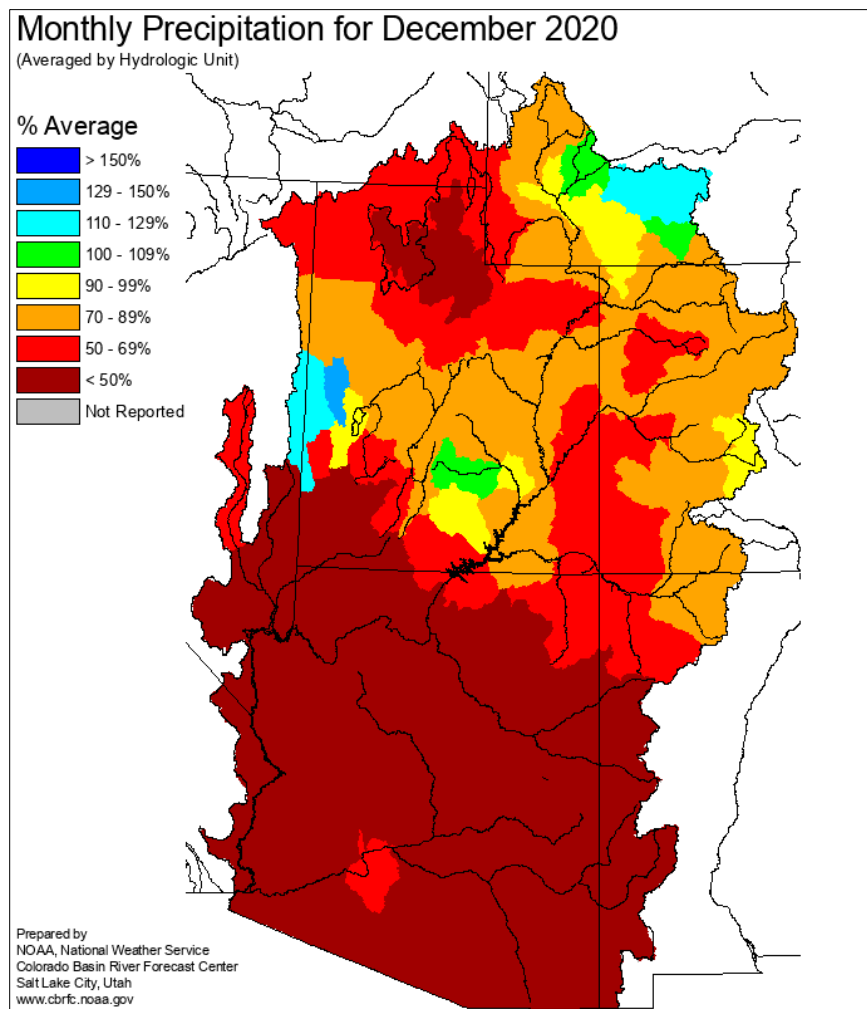 Monthly Precipitation for December 2020
(Averaged by Hydrologic Unit)
% Average
> 150%
129 - 150%
110 - 129%
100 - 109%
90 - 99%
70 - 89%
50 - 69%
< 50%
Not Reported
Prepared by
NOAA, National Weather Service
Colorado Basin River Forecast Center
Salt Lake City, Utah
www.cbrfc.noaa.gov